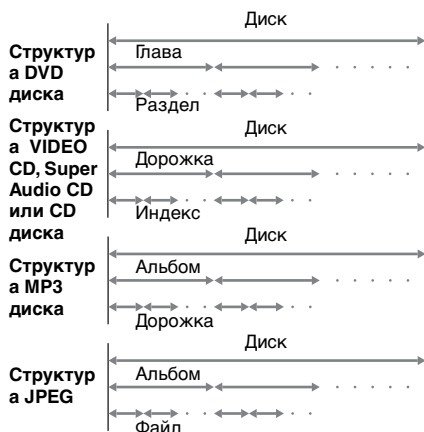 Диск
Структур
а DVD
диска
Глава
Раздел
Структур
а VIDEO
CD, Super
Audio CD
или CD
диска
Диск
Дорожка
Индекс
Структур
а MP3
диска
Диск
Альбом
Дорожка
Структур
а JPEG
Диск
Альбом
Файл